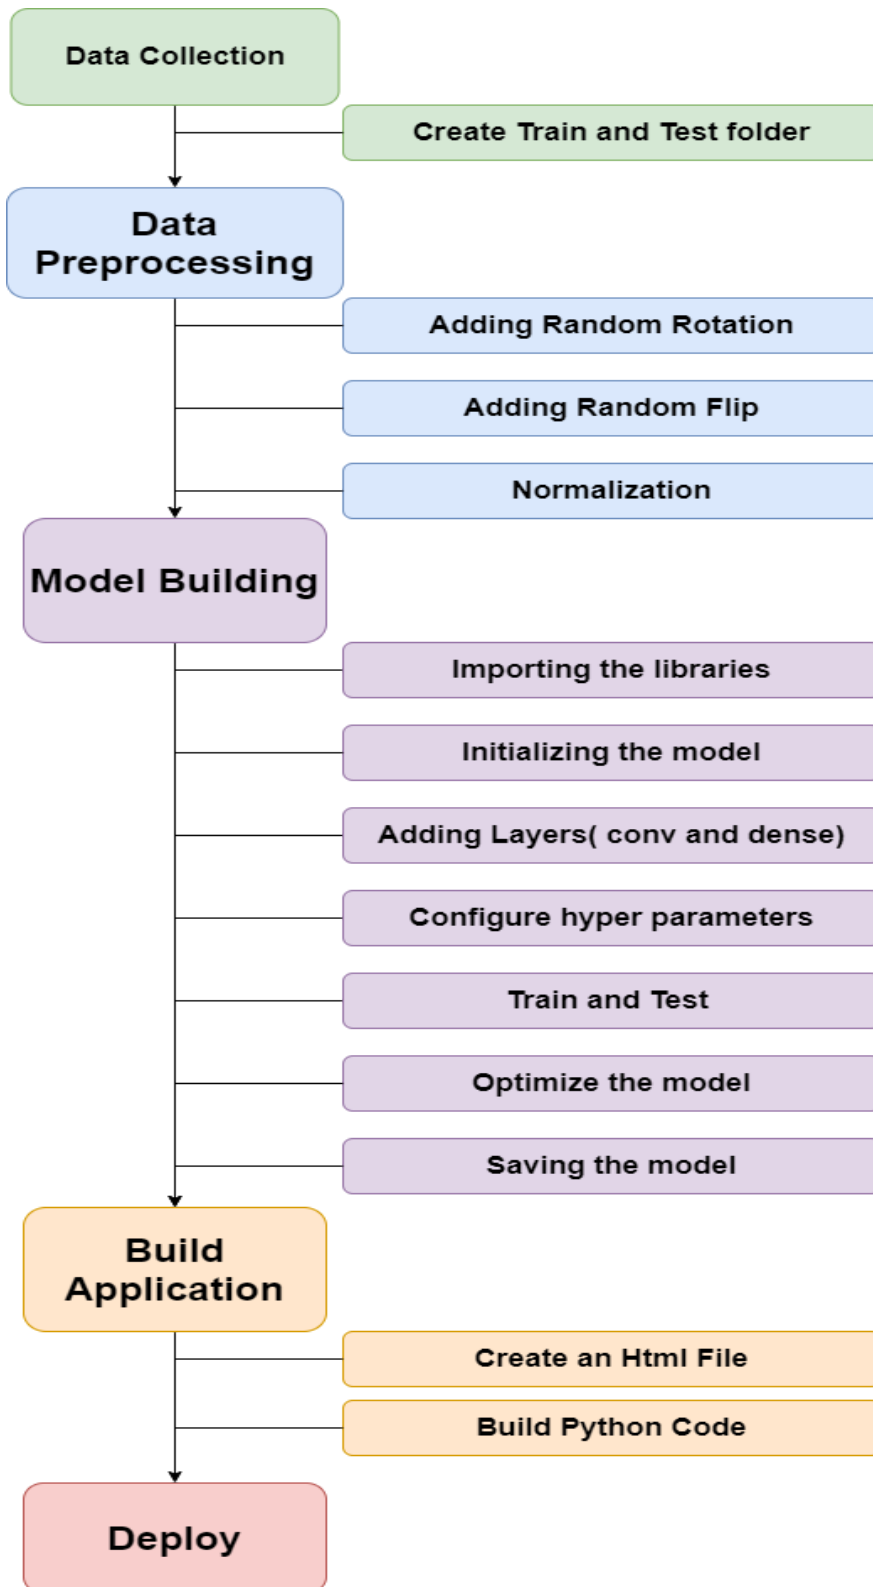 Data Collection
Create Train and Test folder
Data
Preprocessing
Adding Random Rotation
Adding Random Flip
Normalization
Model Building
Importing the libraries
Initializing the model
Adding Layers( conv and dense)
Configure hyper parameters
Train and Test
Optimize the model
Saving the model
Build
Application
Create an Html File
Build Python Code
Deploy